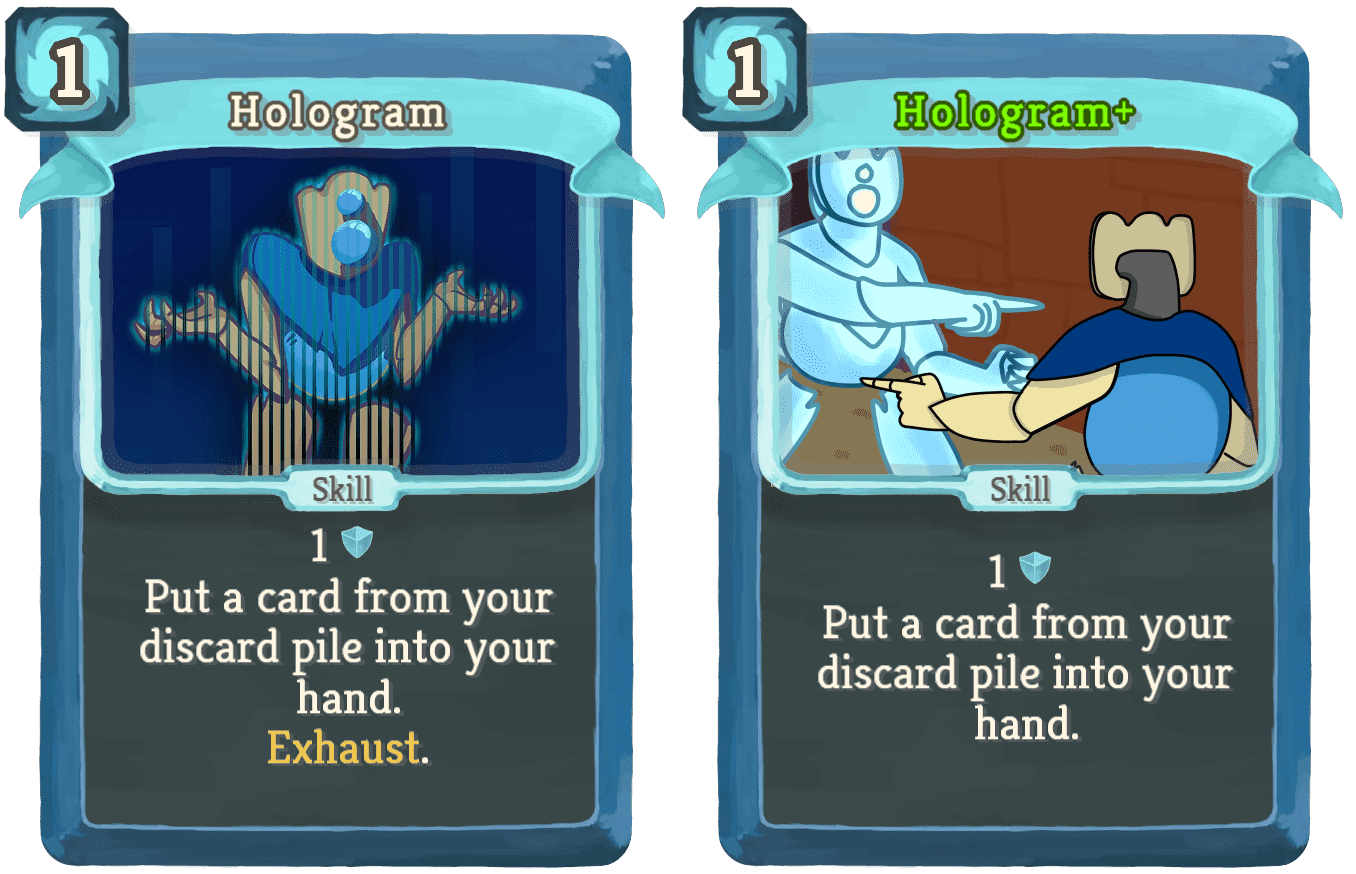 1
Hologram
Skill
1
Put a card from your
discard pile into your
hand.
Exhaust.
1
Hologram+
Skill
1
Put a card from your
discard pile into your
hand.